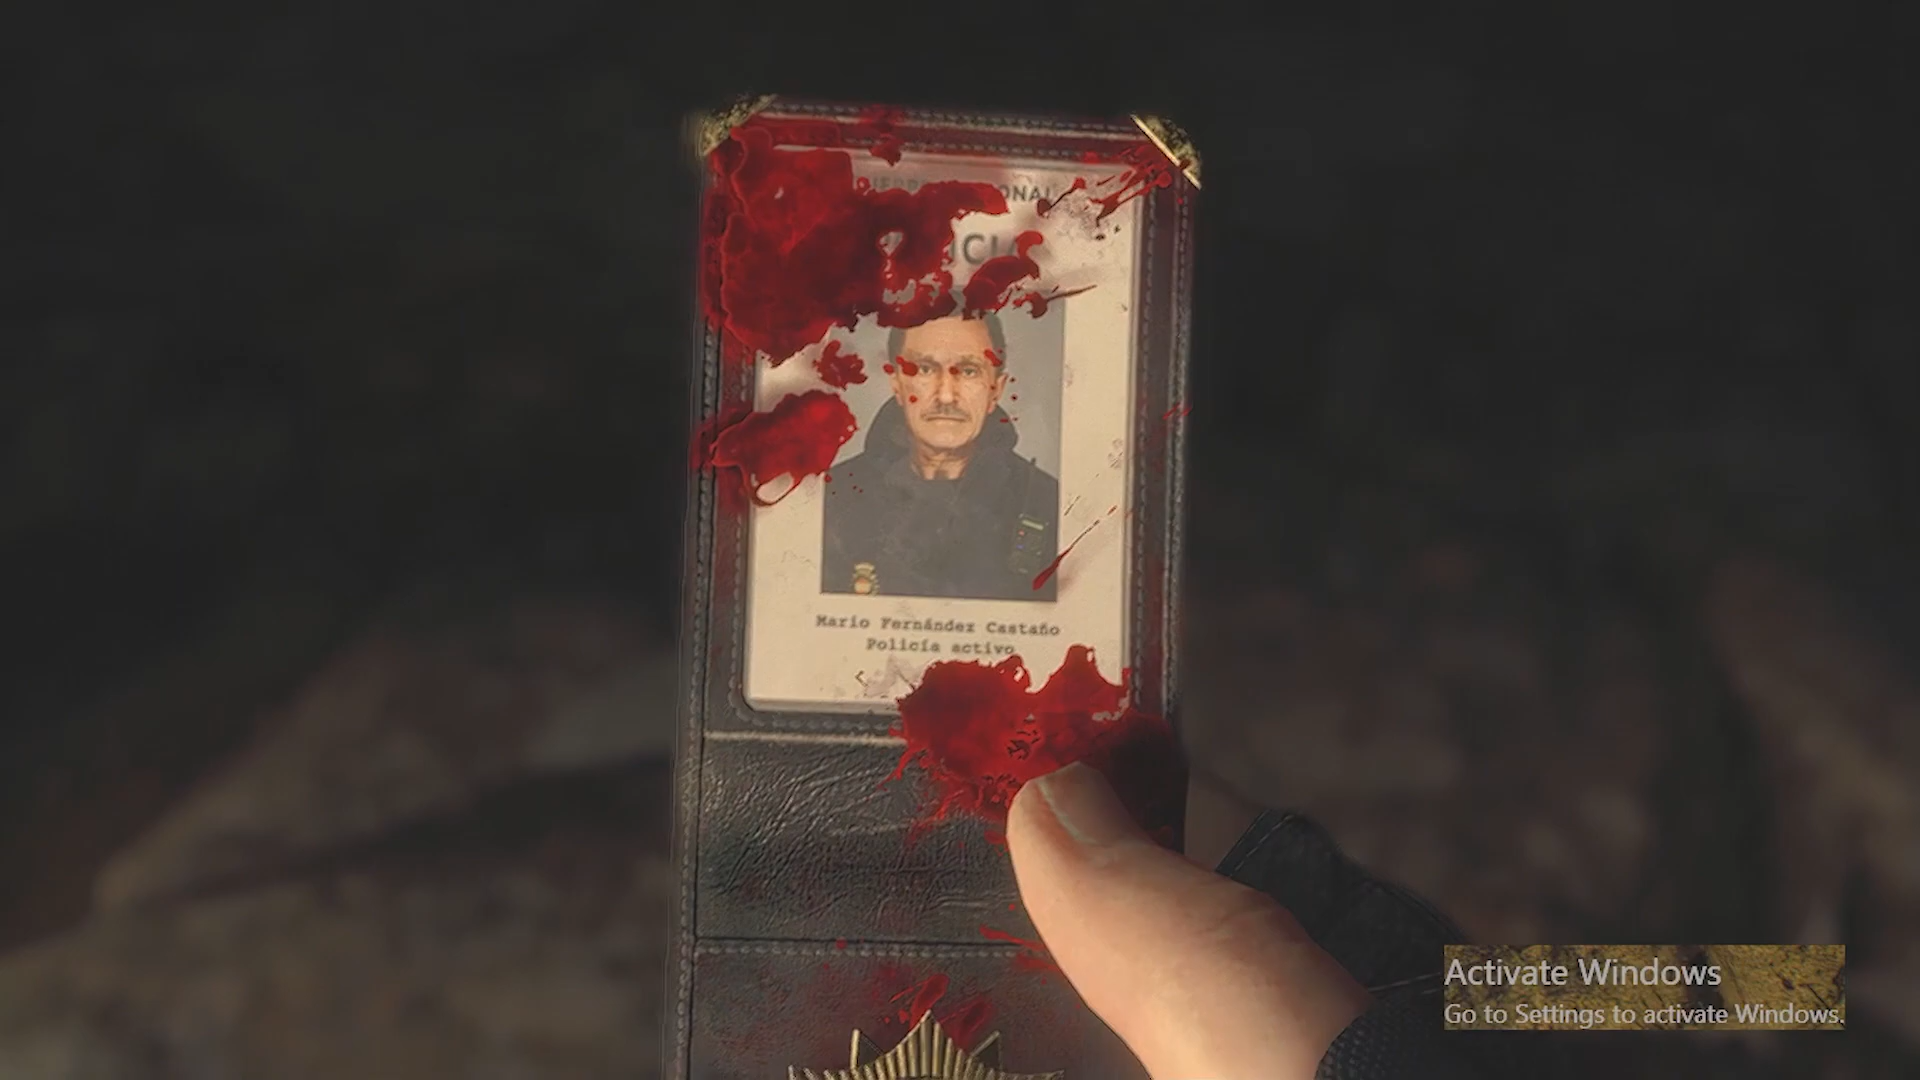 Mario Fernández Castaño
Policía activo
Activate Windows
Go to Settings to activate Windows.